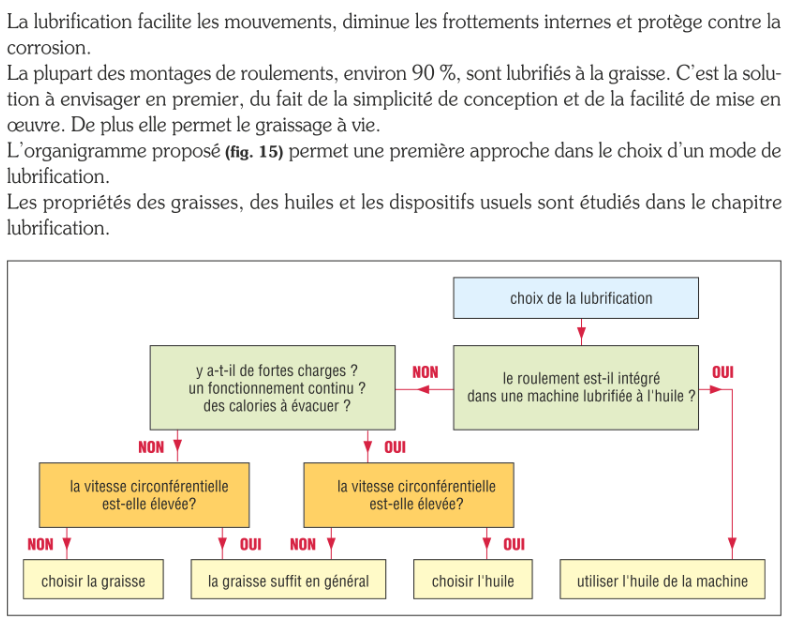 La lubrification facilite les mouvements, diminue les frottements internes et protège contre la
corrosion.
La plupart des montages de roulements, environ 90 %, sont lubrifiés à la graisse. C'est la solu-
tion à envisager en premier, du fait de la simplicité de conception et de la facilité de mise en
œuvre. De plus elle permet le graissage à vie.
L'organigramme proposé (fig. 15) permet une première approche dans le choix d'un mode de
lubrification.
Les propriétés des graisses, des huiles et les dispositifs usuels sont étudiés dans le chapitre
lubrification.
choix de la lubrification
le roulement est-il intégré
dans une machine lubrifiée à l'huile ?
NON
OUI
y a-t-il de fortes charges ?
un fonctionnement continu ?
des calories à évacuer ?
NON
OUI
la vitesse circonférentielle
est-elle élevée?
la vitesse circonférentielle
est-elle élevée?
NON
OUI
NON
OUI
choisir la graisse
la graisse suffit en général
choisir l'huile
utiliser l'huile de la machine